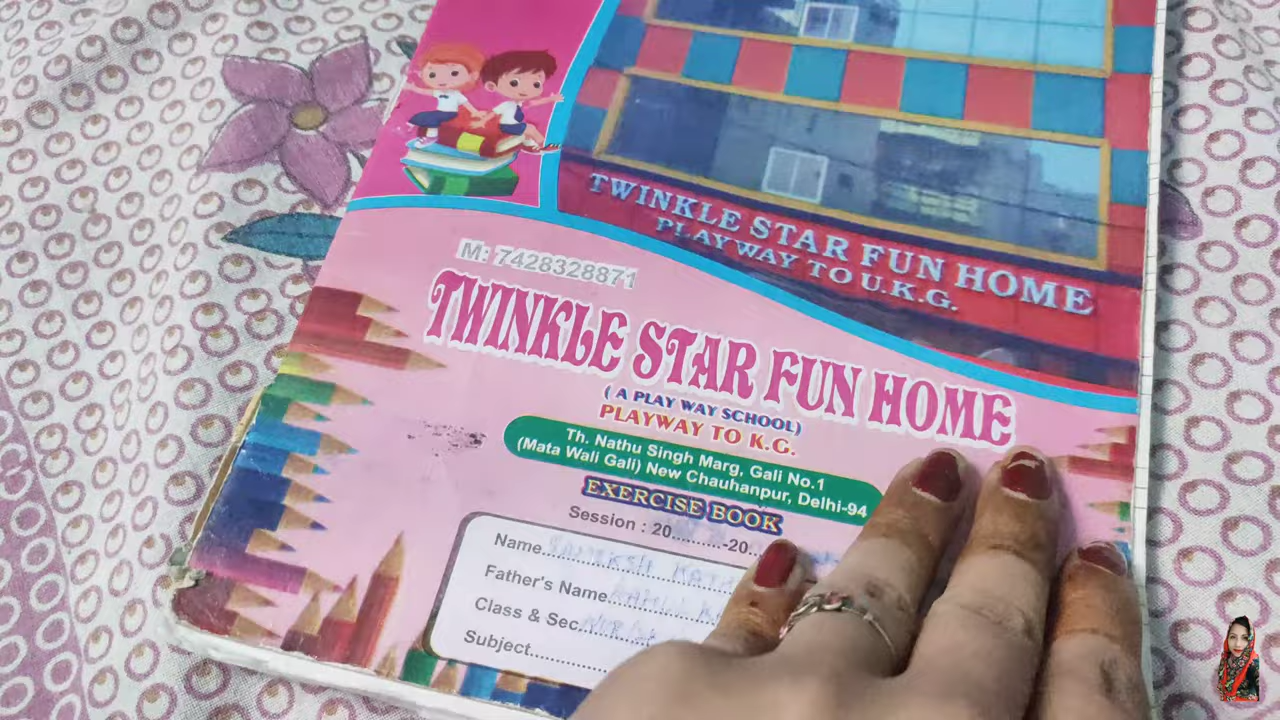 TWINKLE STAR FUN HOME
PLAY WAY TO U.K.G.
M: 7428328871
TWINKLE STAR FUN HOME
( A PLAY WAY SCHOOL)
PLAYWAY TO K.G.
Th. Nathu Singh Marg, Gali No.1
(Mata Wali Gali) New Chauhanpur, Delhi-94
EXERCISE BOOK
Session : 20..........-20..
Name...
Father's Name
Class & Sec.
Subject................